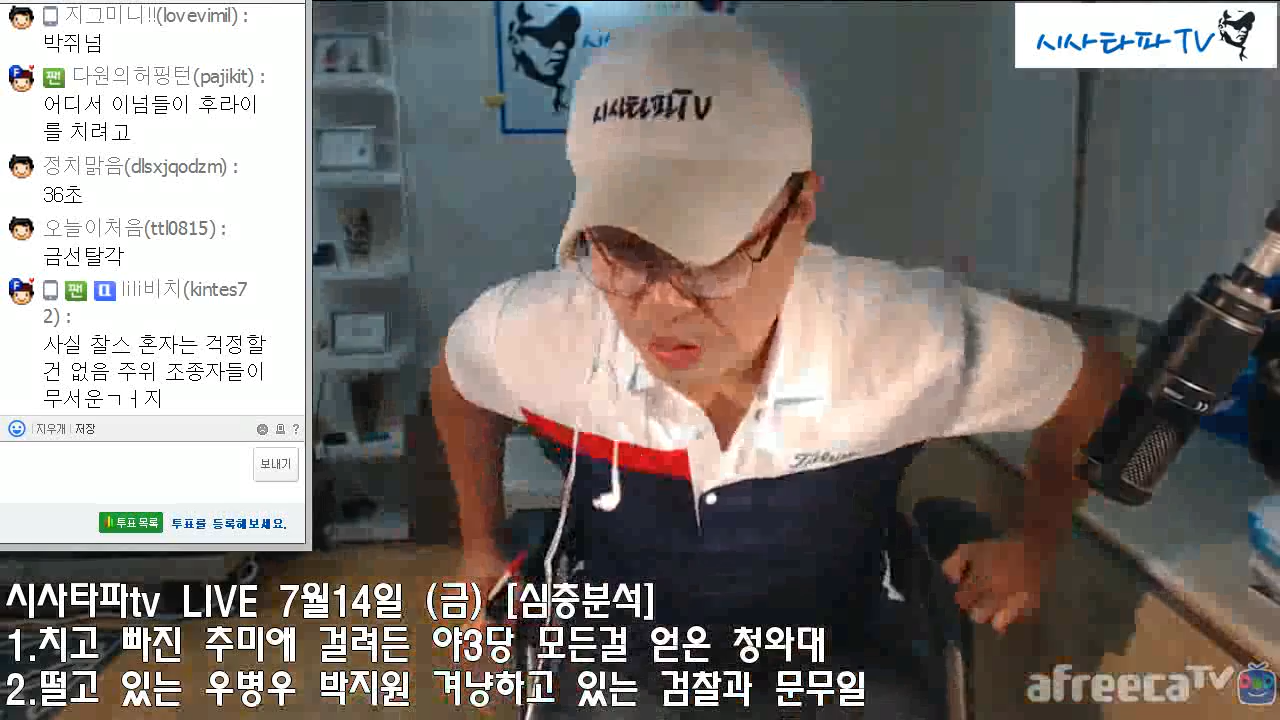 지그미니!!(lovevimil) :
박쥐넘
팬 다원의허핑턴(pajikit) :
어디서 이넘들이 후라이
를 치려고
정치맑음(dlsxjqodzm) :
36초
오늘이처음(ttl0815) :
금선탈각
팬 n lili비치(kintes7
2) :
사실 찰스 혼자는 걱정할
건 없음 주위 조종자들이
무서운ㄱㅓ지
지우개 저장
?
보내기
투표목록 투표를 등록해보세요.
시사타파TV
시사타파TV
Titleist
시사타파tv LIVE 7월14일 (금) [심층분석]
1.치고 빠진 추미애 걸려든 야3당 모든걸 얻은 청와대
2.떨고 있는 우병우 박지원 겨냥하고 있는 검찰과 문무일
afreecaTV